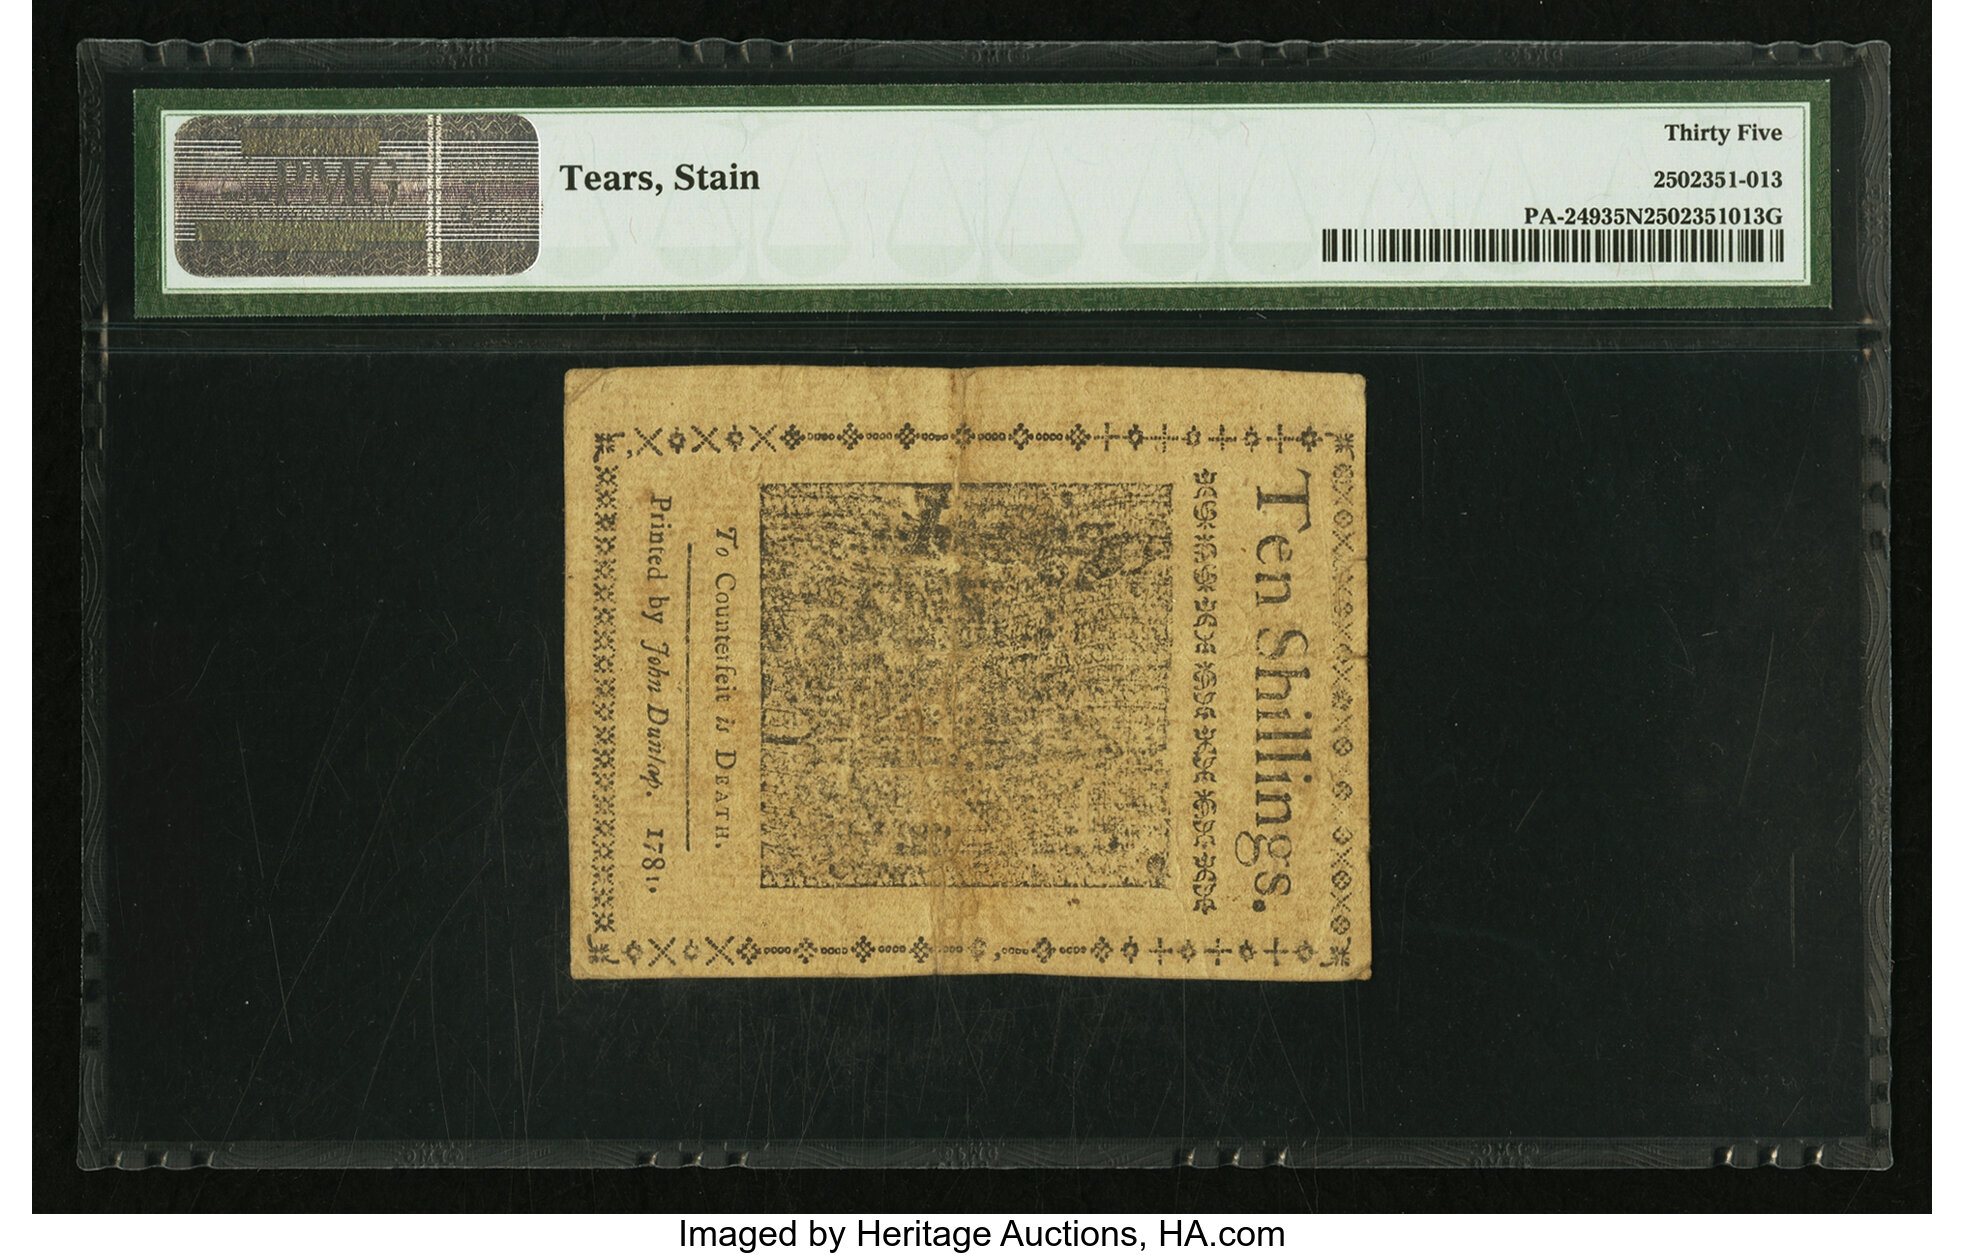 PMG
Tears, Stain
Thirty Five
2502351-013
PA-24935N2502351013G
Ten Shillings.
To Counterfeit is DEATH.
Printed by John Dunlap. 1781.
Imaged by Heritage Auctions, HA.com